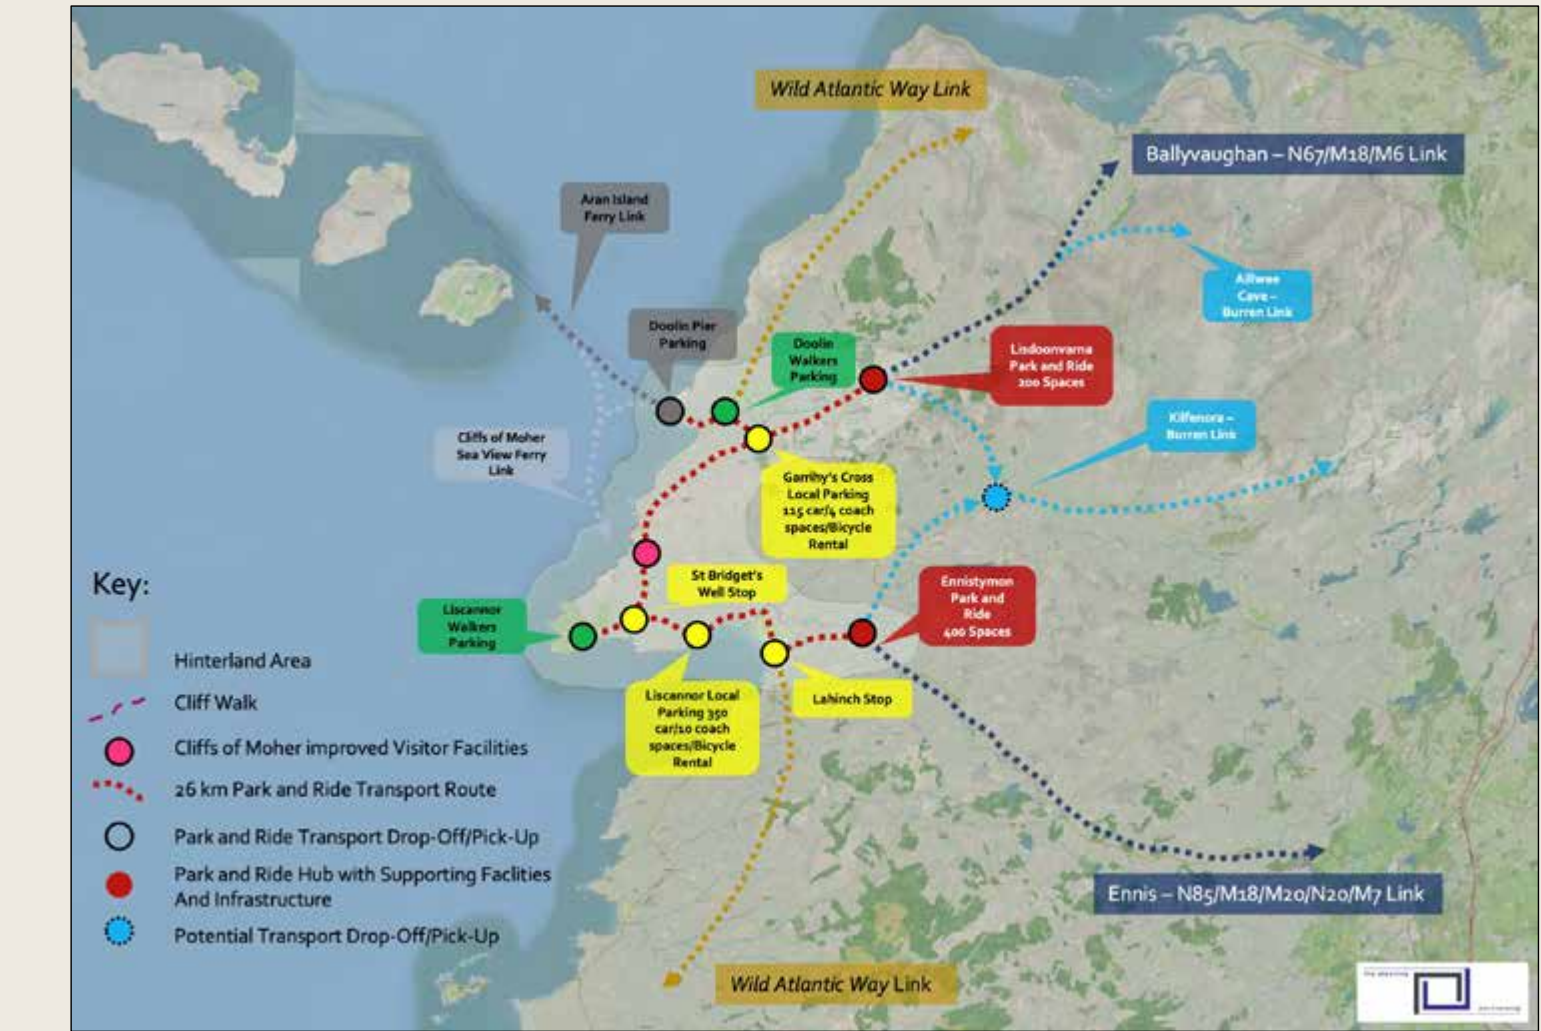 Wild Atlantic Way Link
Ballyvaughan – N67/M18/M6 Link
Aran Island
Ferry Link
Aillwee
Cave –
Burren Link
Doolin Pier
Parking
Doolin
Walkers
Parking
Lisdoonvarna
Park and Ride
200 Spaces
Kilfenora –
Burren Link
Cliffs of Moher
Sea View Ferry
Link
Garrihy's Cross
Local Parking
115 car/4 coach
spaces/Bicycle
Rental
St Bridget's
Well Stop
Ennistymon
Park and
Ride
400 Spaces
Liscannor
Walkers
Parking
Liscannor Local
Parking 350
car/10 coach
spaces/Bicycle
Rental
Lahinch Stop
Key:
Hinterland Area
Cliff Walk
Cliffs of Moher improved Visitor Facilities
26 km Park and Ride Transport Route
Park and Ride Transport Drop-Off/Pick-Up
Park and Ride Hub with Supporting Facilties
And Infrastructure
Potential Transport Drop-Off/Pick-Up
Ennis – N85/M18/M20/N20/M7 Link
Wild Atlantic Way Link